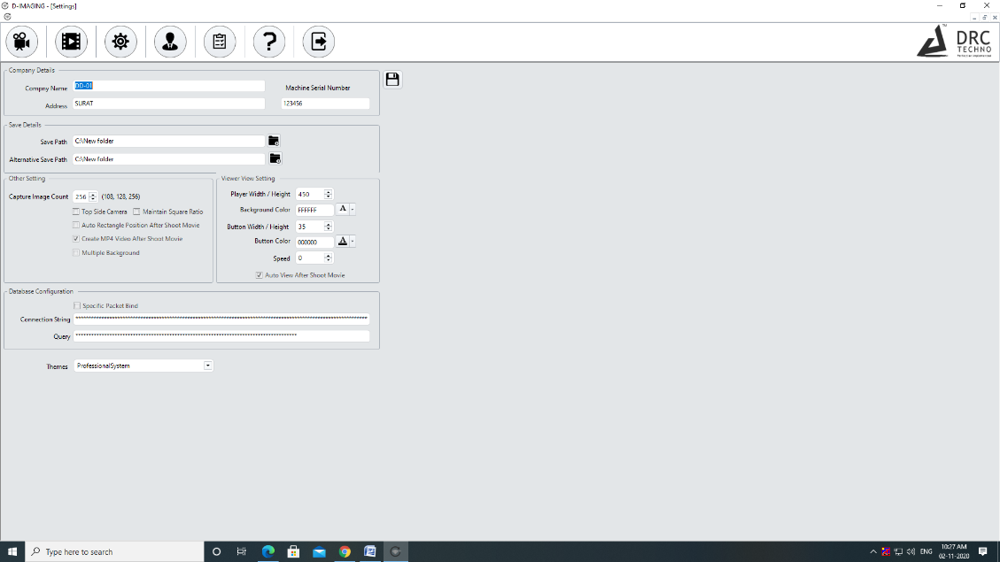 D-IMAGING - [Settings]
DRC
TECHNO
Company Details
Compny Name DD-01 Machine Serial Number
Address SURAT 123456
Save Details
Save Path C:\New folder
Alternative Save Path C:\New folder
Other Setting
Capture Image Count 256 (108, 128, 256)
Top Side Camera Maintain Square Ratio
Auto Rectangle Position After Shoot Movie
Create MP4 Video After Shoot Movie
Multiple Background
Viewer View Setting
Player Width / Height 450
Background Color FFFFFF A
Button Width / Height 35
Button Color 000000 A
Speed 0
Auto View After Shoot Movie
Database Configuration
Specific Packet Bind
Connection String
Query
Themes ProfessionalSystem
Type here to search
ENG
10:27 AM
02-11-2020